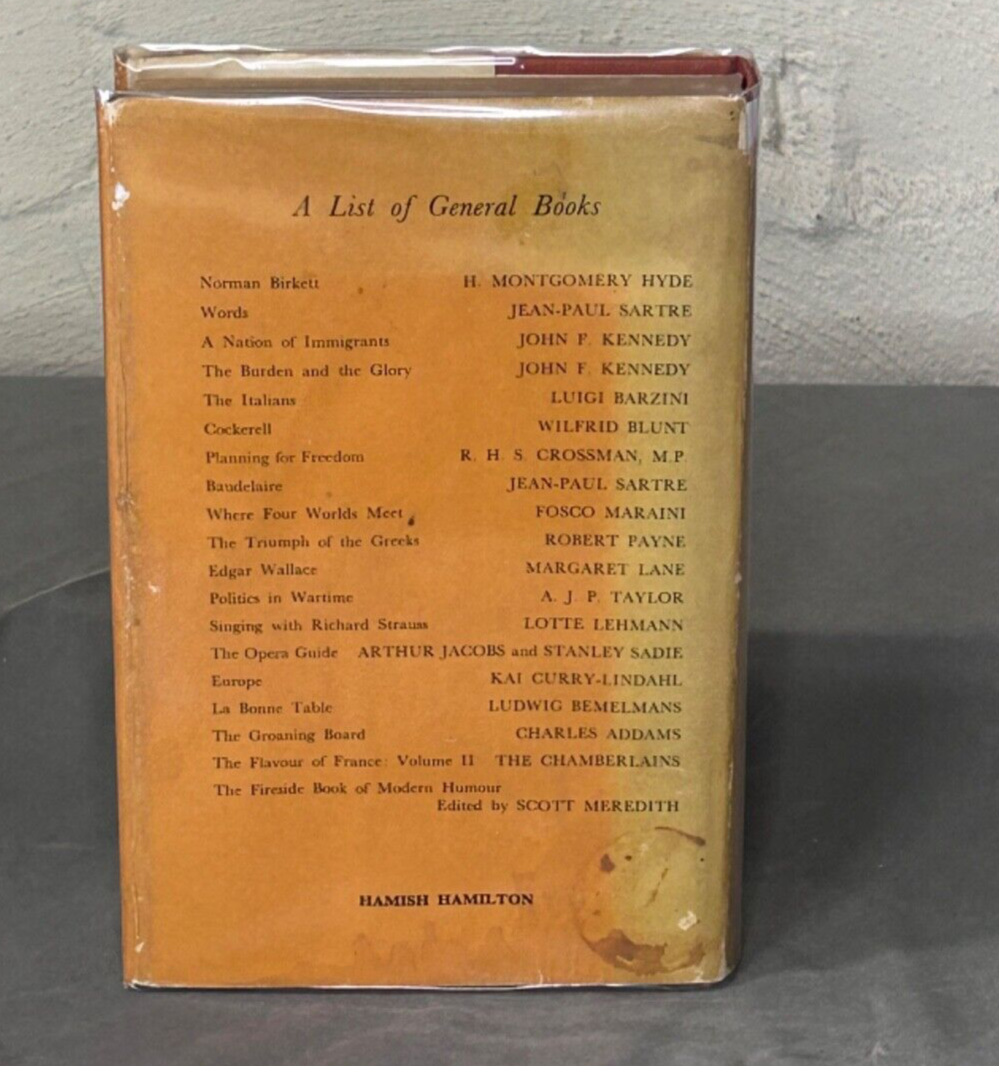 A List of General Books
Norman Birkett H. MONTGOMERY HYDE
Words JEAN-PAUL SARTRE
A Nation of Immigrants JOHN F. KENNEDY
The Burden and the Glory JOHN F. KENNEDY
The Italians LUIGI BARZINI
Cockerell WILFRID BLUNT
Planning for Freedom R. H. S. CROSSMAN, M.P.
Baudelaire JEAN-PAUL SARTRE
Where Four Worlds Meet FOSCO MARAINI
The Triumph of the Greeks ROBERT PAYNE
Edgar Wallace MARGARET LANE
Politics in Wartime A. J. P. TAYLOR
Singing with Richard Strauss LOTTE LEHMANN
The Opera Guide ARTHUR JACOBS and STANLEY SADIE
Europe KAI CURRY-LINDAHL
La Bonne Table LUDWIG BEMELMANS
The Groaning Board CHARLES ADDAMS
The Flavour of France: Volume II THE CHAMBERLAINS
The Fireside Book of Modern Humour
Edited by SCOTT MEREDITH
HAMISH HAMILTON